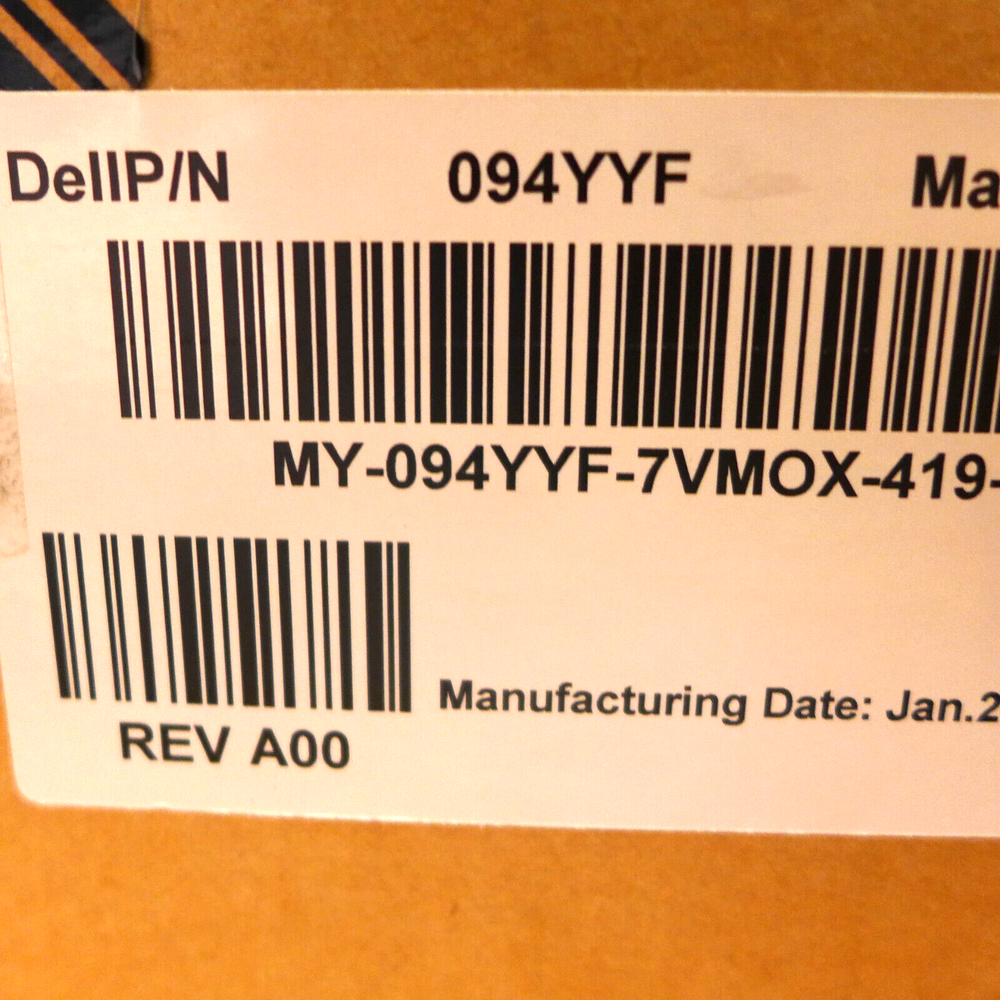 DellP/N 094YYF Ma
MY-094YYF-7VMOX-419-
REV A00
Manufacturing Date: Jan.2